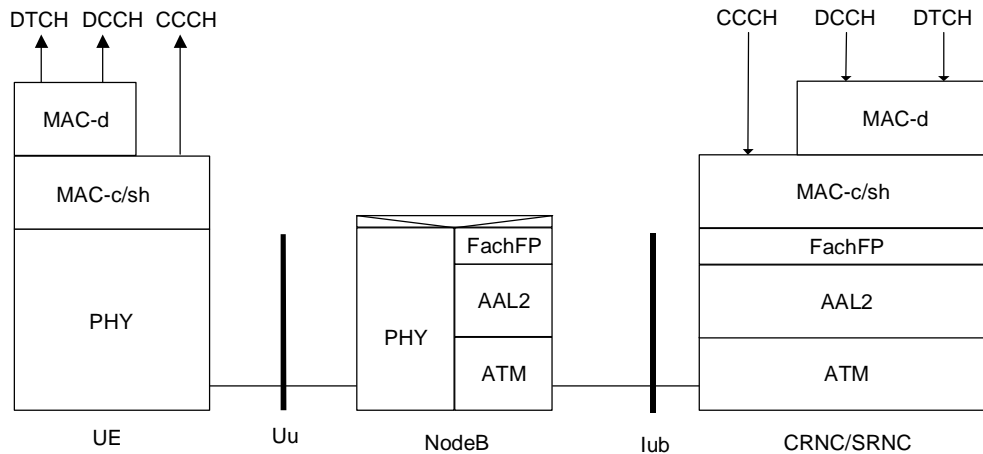 DTCH DCCH CCCH CCCH DCCH DTCH
MAC-d MAC-d
MAC-c/sh MAC-c/sh
FachFP FachFP
PHY PHY AAL2 AAL2
ATM ATM
UE Uu NodeB Iub CRNC/SRNC